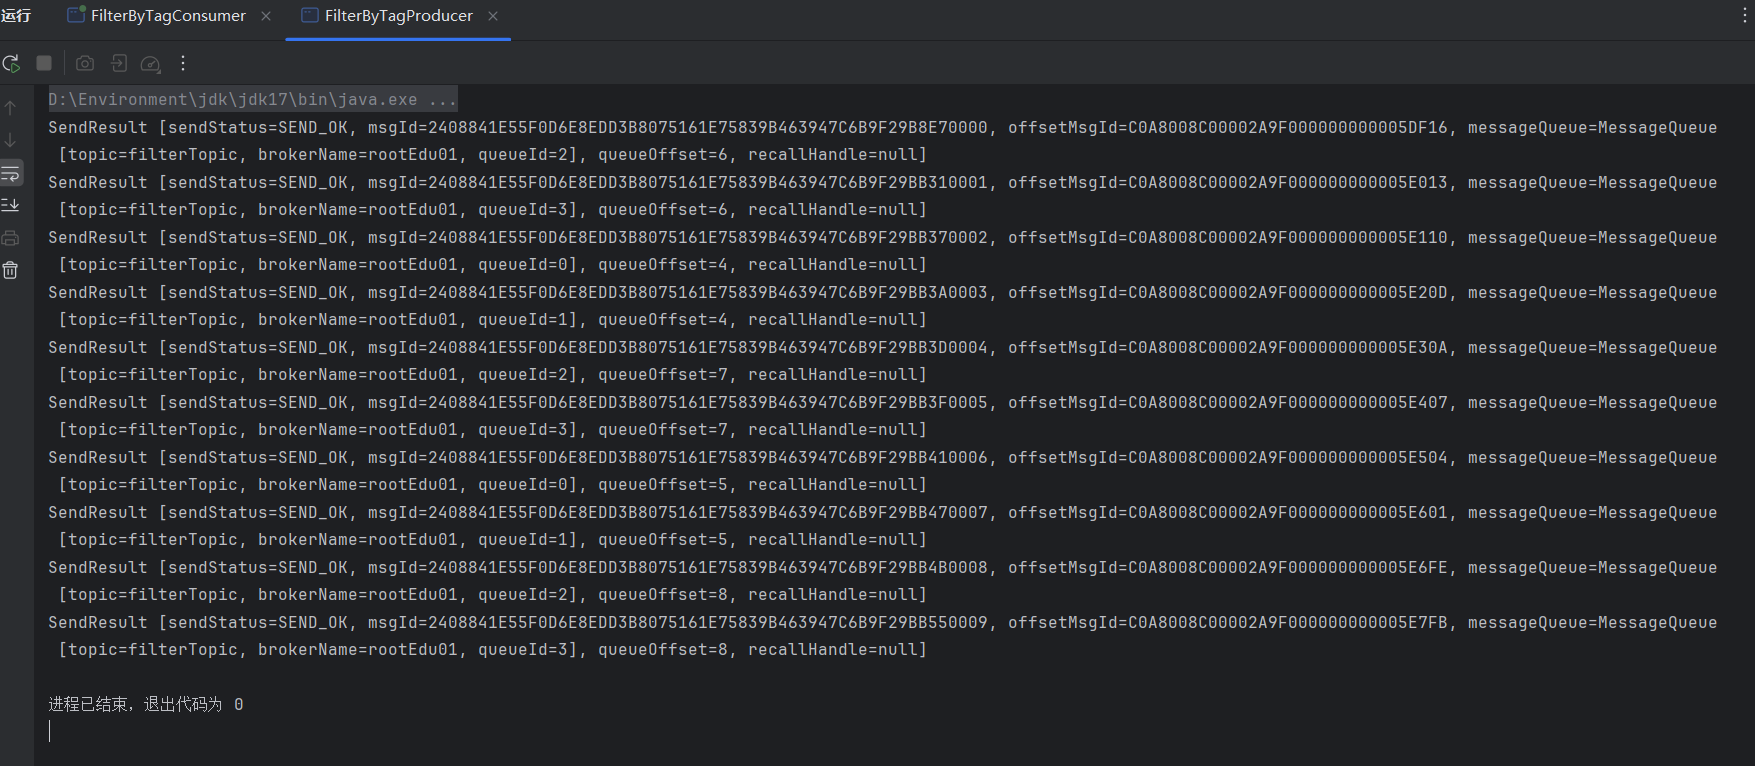 运行 FilterByTagConsumer × FilterByTagProducer ×
D:\Environment\jdk\jdk17\bin\java.exe ...
SendResult [sendStatus=SEND_OK, msgId=2408841E55F0D6E8EDD3B8075161E75839B463947C6B9F29B8E70000, offsetMsgId=C0A8008C00002A9F000000000005DF16, messageQueue=MessageQueue
[topic=filterTopic, brokerName=rootEdu01, queueId=2], queueOffset=6, recallHandle=null]
SendResult [sendStatus=SEND_OK, msgId=2408841E55F0D6E8EDD3B8075161E75839B463947C6B9F29BB310001, offsetMsgId=C0A8008C00002A9F000000000005E013, messageQueue=MessageQueue
[topic=filterTopic, brokerName=rootEdu01, queueId=3], queueOffset=6, recallHandle=null]
SendResult [sendStatus=SEND_OK, msgId=2408841E55F0D6E8EDD3B8075161E75839B463947C6B9F29BB370002, offsetMsgId=C0A8008C00002A9F000000000005E110, messageQueue=MessageQueue
[topic=filterTopic, brokerName=rootEdu01, queueId=0], queueOffset=4, recallHandle=null]
SendResult [sendStatus=SEND_OK, msgId=2408841E55F0D6E8EDD3B8075161E75839B463947C6B9F29BB3A0003, offsetMsgId=C0A8008C00002A9F000000000005E20D, messageQueue=MessageQueue
[topic=filterTopic, brokerName=rootEdu01, queueId=1], queueOffset=4, recallHandle=null]
SendResult [sendStatus=SEND_OK, msgId=2408841E55F0D6E8EDD3B8075161E75839B463947C6B9F29BB3D0004, offsetMsgId=C0A8008C00002A9F000000000005E30A, messageQueue=MessageQueue
[topic=filterTopic, brokerName=rootEdu01, queueId=2], queueOffset=7, recallHandle=null]
SendResult [sendStatus=SEND_OK, msgId=2408841E55F0D6E8EDD3B8075161E75839B463947C6B9F29BB3F0005, offsetMsgId=C0A8008C00002A9F000000000005E407, messageQueue=MessageQueue
[topic=filterTopic, brokerName=rootEdu01, queueId=3], queueOffset=7, recallHandle=null]
SendResult [sendStatus=SEND_OK, msgId=2408841E55F0D6E8EDD3B8075161E75839B463947C6B9F29BB410006, offsetMsgId=C0A8008C00002A9F000000000005E504, messageQueue=MessageQueue
[topic=filterTopic, brokerName=rootEdu01, queueId=0], queueOffset=5, recallHandle=null]
SendResult [sendStatus=SEND_OK, msgId=2408841E55F0D6E8EDD3B8075161E75839B463947C6B9F29BB470007, offsetMsgId=C0A8008C00002A9F000000000005E601, messageQueue=MessageQueue
[topic=filterTopic, brokerName=rootEdu01, queueId=1], queueOffset=5, recallHandle=null]
SendResult [sendStatus=SEND_OK, msgId=2408841E55F0D6E8EDD3B8075161E75839B463947C6B9F29BB4B0008, offsetMsgId=C0A8008C00002A9F000000000005E6FE, messageQueue=MessageQueue
[topic=filterTopic, brokerName=rootEdu01, queueId=2], queueOffset=8, recallHandle=null]
SendResult [sendStatus=SEND_OK, msgId=2408841E55F0D6E8EDD3B8075161E75839B463947C6B9F29BB550009, offsetMsgId=C0A8008C00002A9F000000000005E7FB, messageQueue=MessageQueue
[topic=filterTopic, brokerName=rootEdu01, queueId=3], queueOffset=8, recallHandle=null]
进程已结束，退出代码为 0